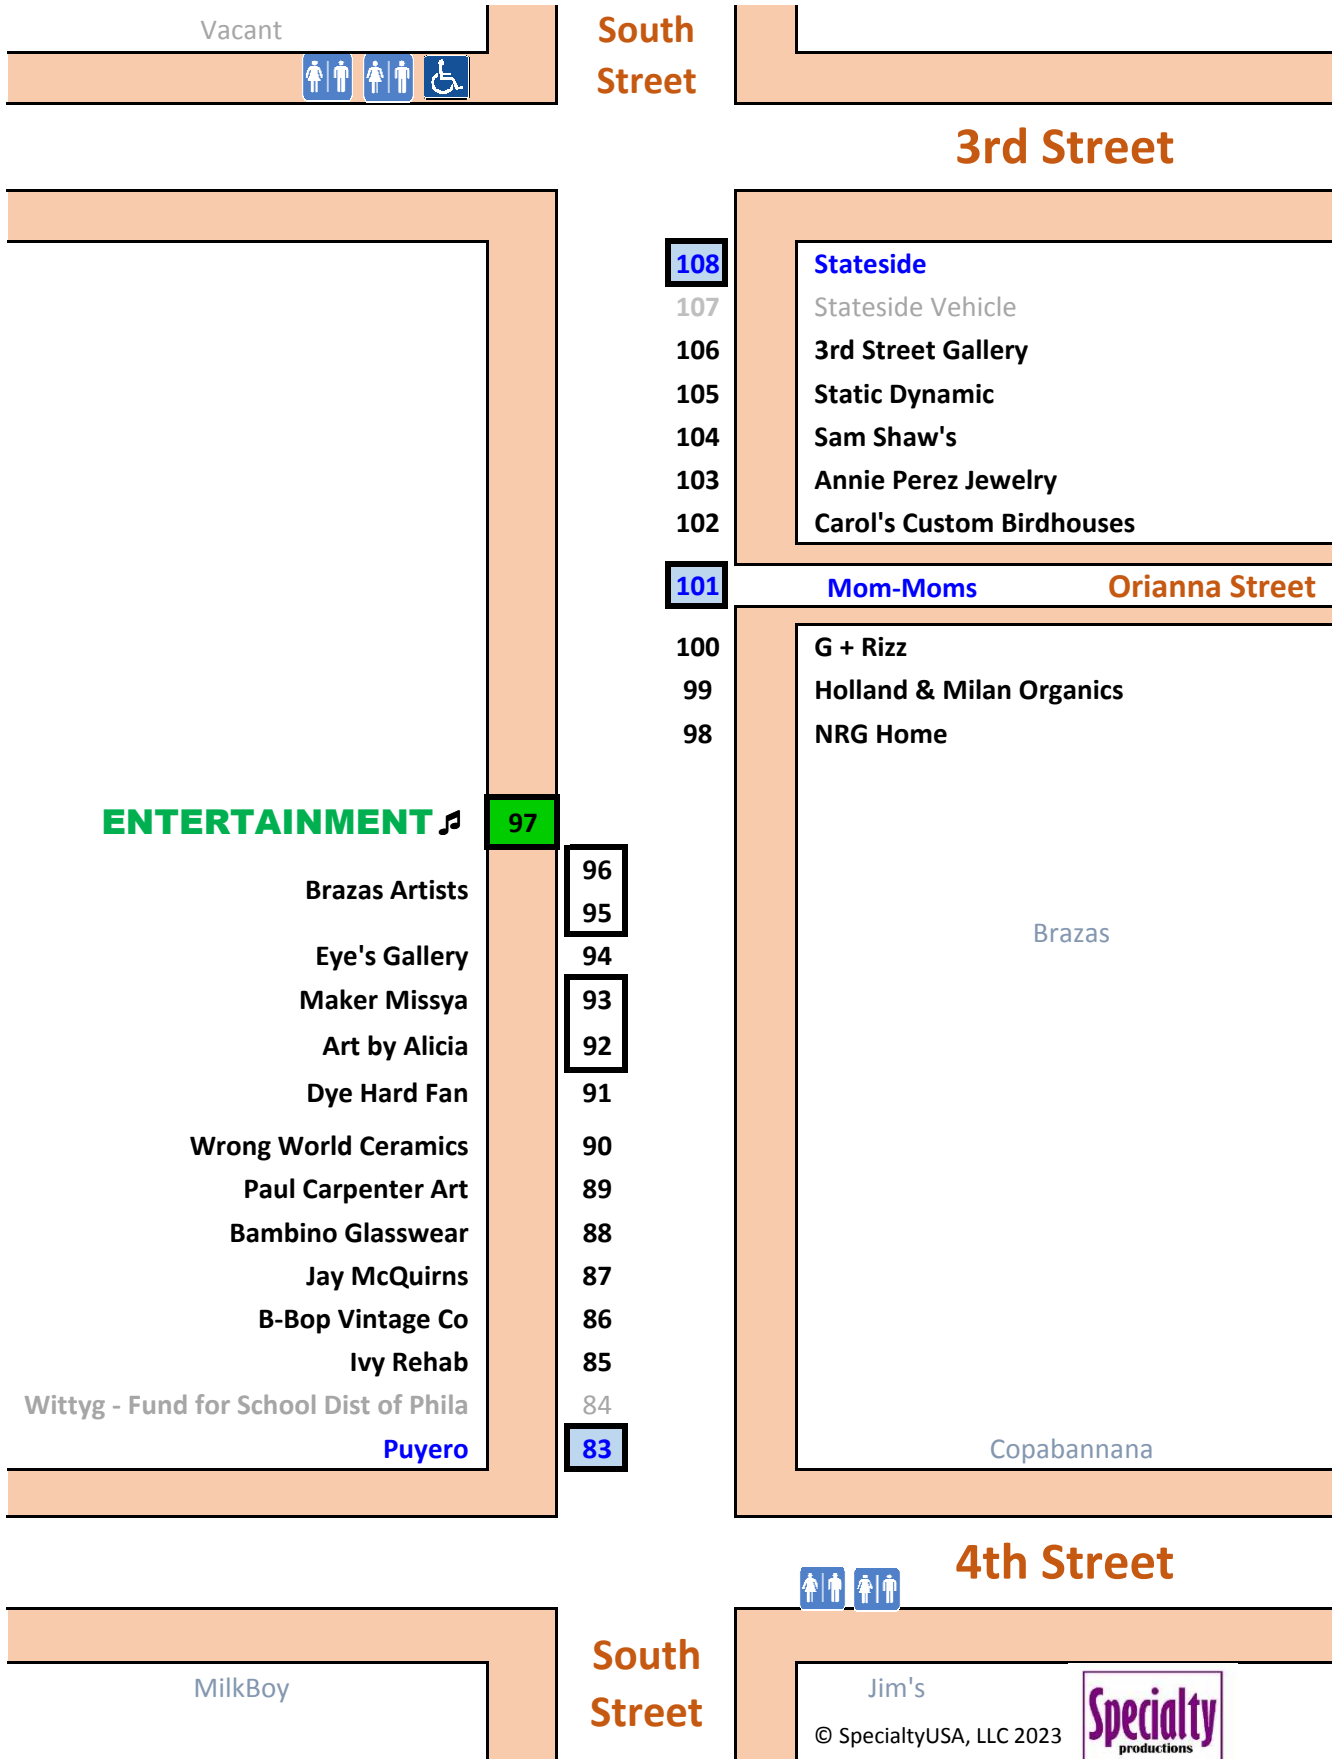 Vacant
South
Street
3rd Street
108 Stateside
107 Stateside Vehicle
106 3rd Street Gallery
105 Static Dynamic
104 Sam Shaw's
103 Annie Perez Jewelry
102 Carol's Custom Birdhouses
101 Mom-Moms Orianna Street
100 G + Rizz
99 Holland & Milan Organics
98 NRG Home
ENTERTAINMENT♫ 97
96
Brazas Artists
95
Brazas
Eye's Gallery 94
Maker Missya 93
Art by Alicia 92
Dye Hard Fan 91
Wrong World Ceramics 90
Paul Carpenter Art 89
Bambino Glasswear 88
Jay McQuirns 87
B-Bop Vintage Co 86
Ivy Rehab 85
Wittyg - Fund for School Dist of Phila 84
Puyero 83
Copabannana
4th Street
South
Street
MilkBoy
Jim's
© SpecialtyUSA, LLC 2023
Specialty
productions